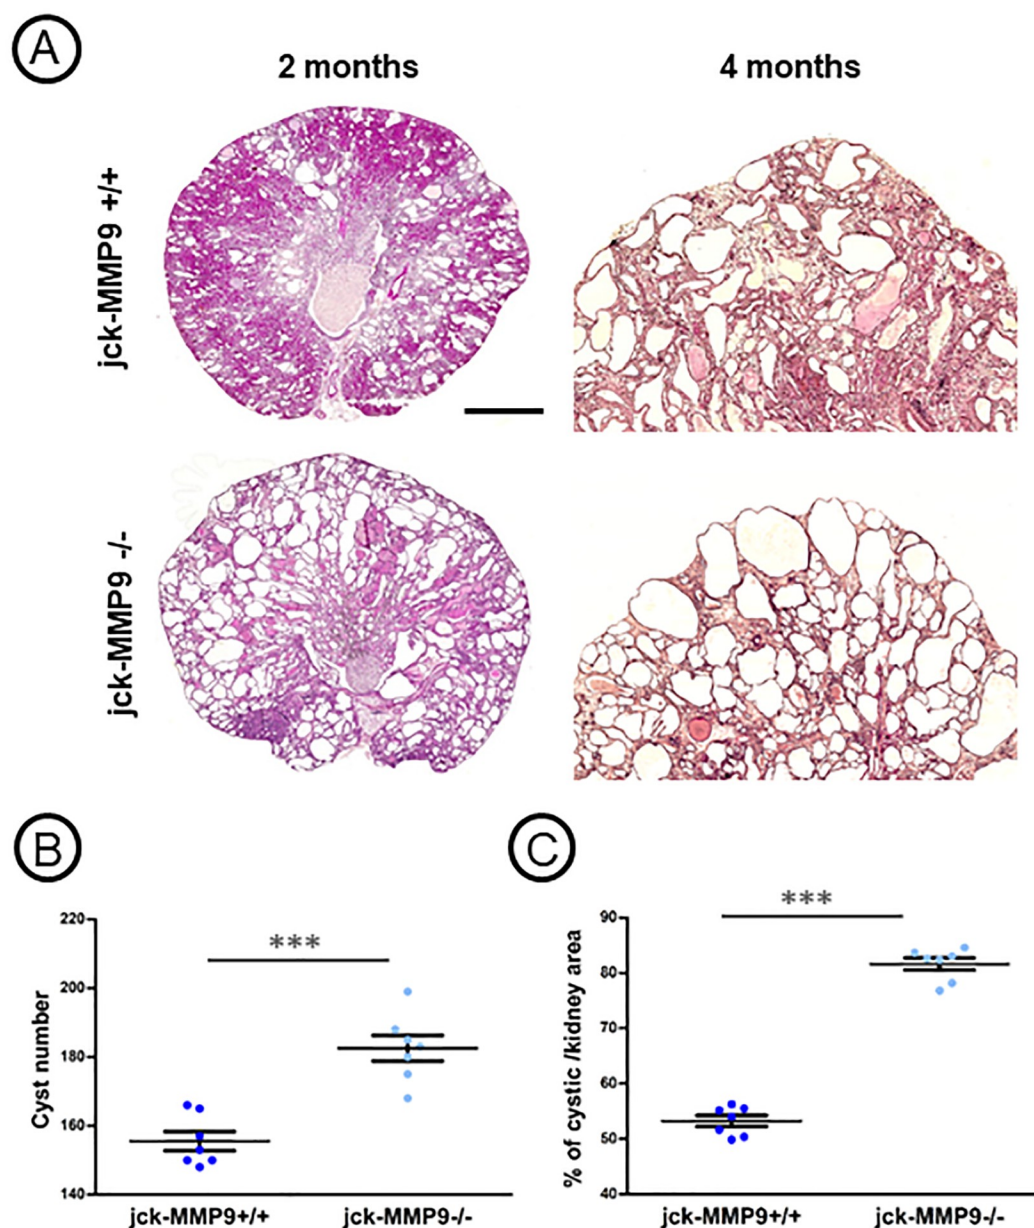 A
2 months
4 months
jck-MMP9 +/+
jck-MMP9 -/-
B
C
Cyst number
220
200
180
160
140
***
jck-MMP9+/+
jck-MMP9-/-
% of cystic /kidney area
90
80
70
60
50
40
***
jck-MMP9+/+
jck-MMP9-/-